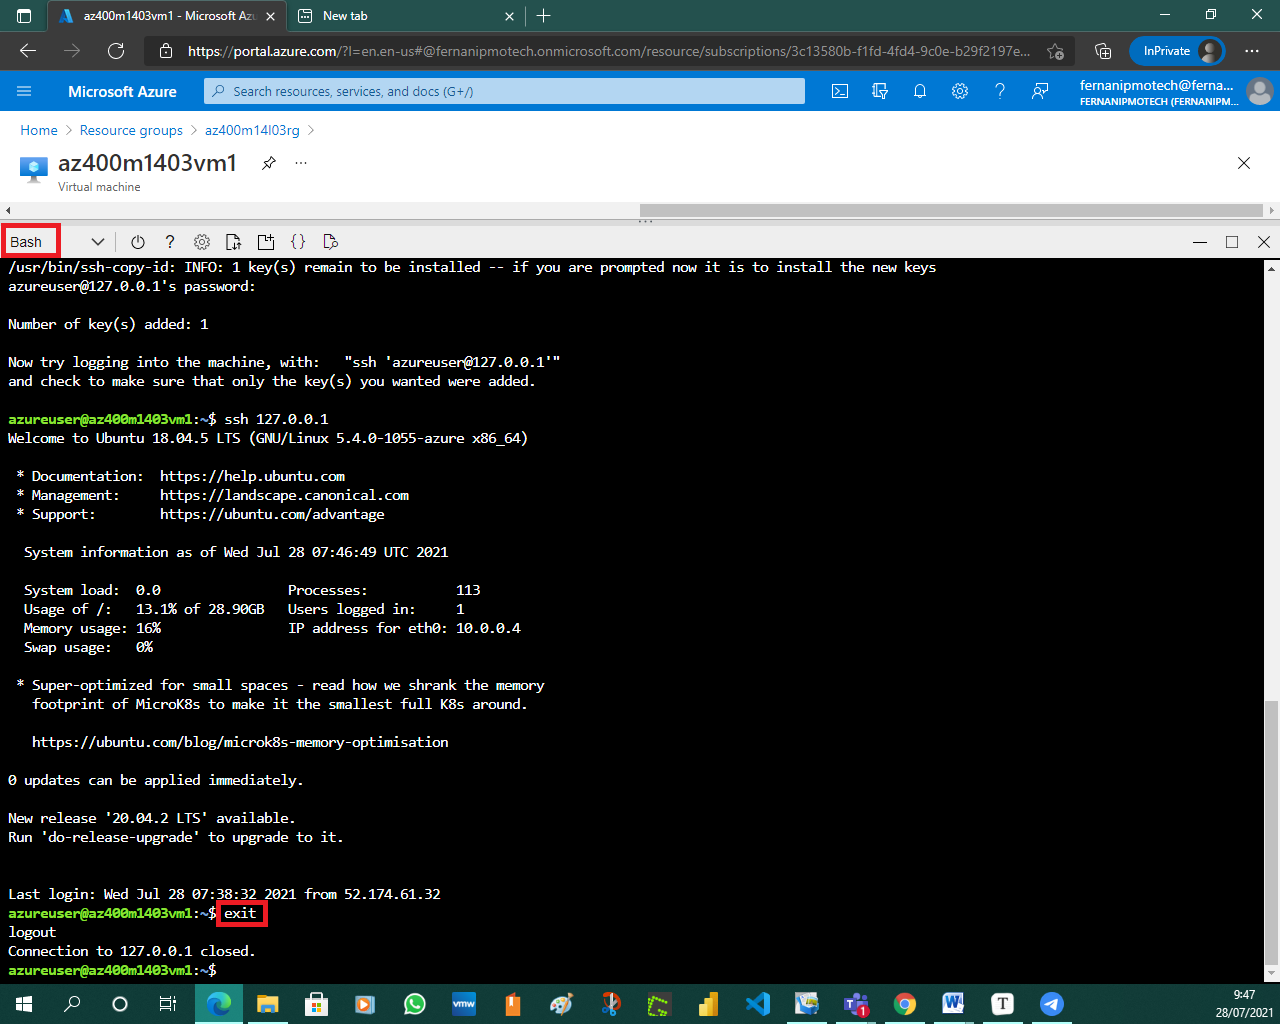 az400m1403vm1 - Microsoft Azu
New tab
https://portal.azure.com/?l=en.en-us#@fernanipmotech.onmicrosoft.com/resource/subscriptions/3c13580b-f1fd-4fd4-9c0e-b29f2197e...
InPrivate
Microsoft Azure
Search resources, services, and docs (G+/)
fernanipmotech@ferna...
FERNANIPMOTECH (FERNANIPM...
Home > Resource groups > az400m14l03rg >
az400m1403vm1
Virtual machine
Bash
/usr/bin/ssh-copy-id: INFO: 1 key(s) remain to be installed -- if you are prompted now it is to install the new keys
azureuser@127.0.0.1's password:
Number of key(s) added: 1
Now try logging into the machine, with:   "ssh 'azureuser@127.0.0.1'"
and check to make sure that only the key(s) you wanted were added.
azureuser@az400m1403vm1:~$ ssh 127.0.0.1
Welcome to Ubuntu 18.04.5 LTS (GNU/Linux 5.4.0-1055-azure x86_64)
* Documentation:  https://help.ubuntu.com
* Management:     https://landscape.canonical.com
* Support:        https://ubuntu.com/advantage
System information as of Wed Jul 28 07:46:49 UTC 2021
System load:  0.0                Processes:           113
Usage of /:   13.1% of 28.90GB   Users logged in:     1
Memory usage: 16%                IP address for eth0: 10.0.0.4
Swap usage:   0%
* Super-optimized for small spaces - read how we shrank the memory
footprint of MicroK8s to make it the smallest full K8s around.
https://ubuntu.com/blog/microk8s-memory-optimisation
0 updates can be applied immediately.
New release '20.04.2 LTS' available.
Run 'do-release-upgrade' to upgrade to it.
Last login: Wed Jul 28 07:38:32 2021 from 52.174.61.32
azureuser@az400m1403vm1:~$ exit
logout
Connection to 127.0.0.1 closed.
azureuser@az400m1403vm1:~$
vmw
1
W
T
9:47
28/07/2021